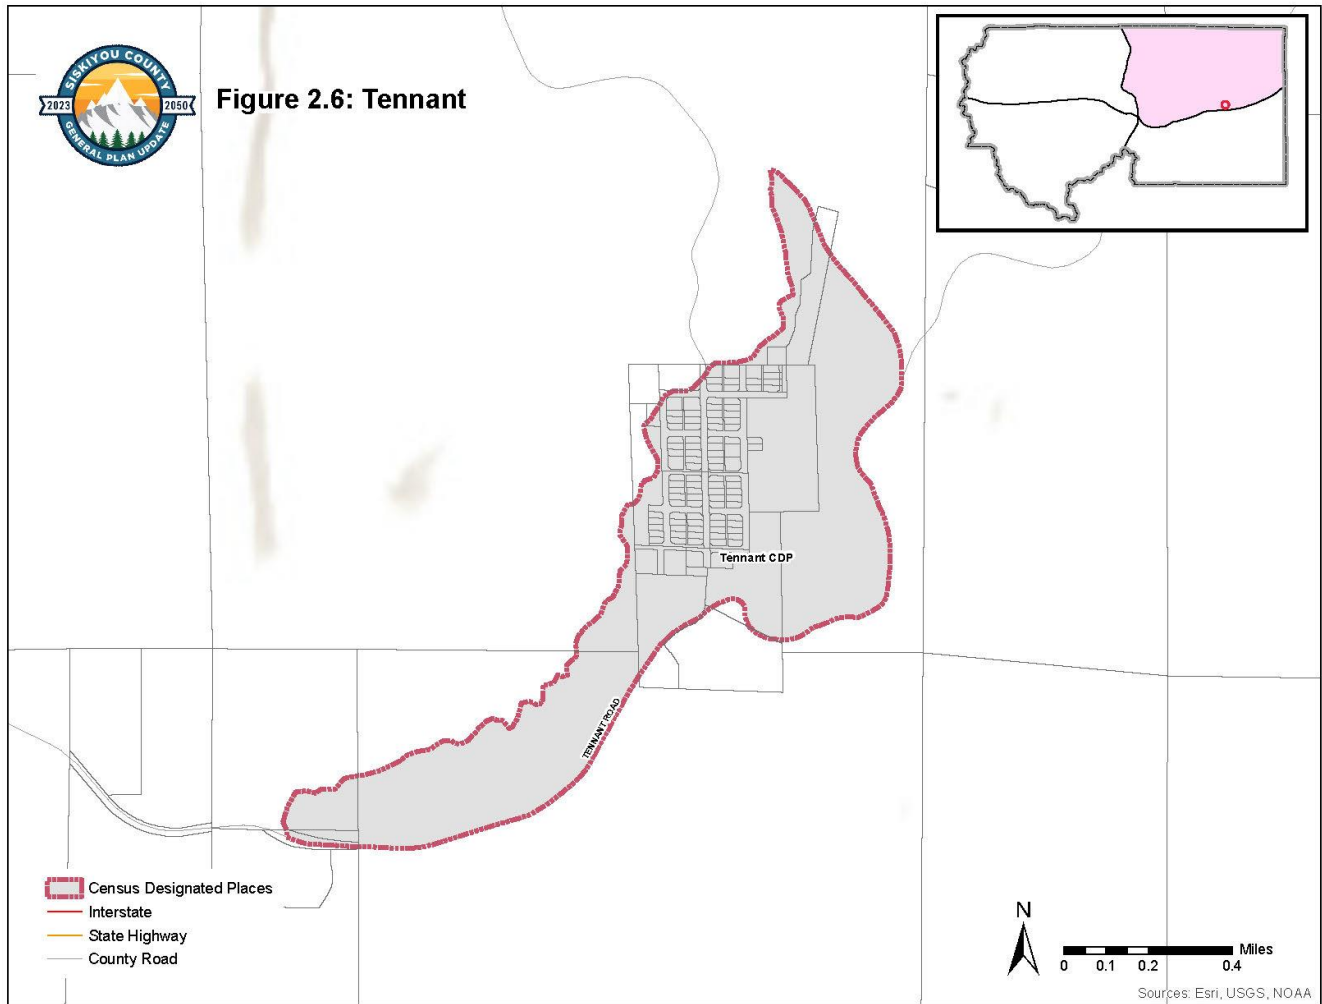 SISKIYOU COUNTY
2023
2050
GENERAL PLAN UPDATE
Figure 2.6: Tennant
Tennant CDP
TENNANT ROAD
Census Designated Places
Interstate
State Highway
County Road
N
Miles
0 0.1 0.2 0.4
Sources: Esri, USGS, NOAA